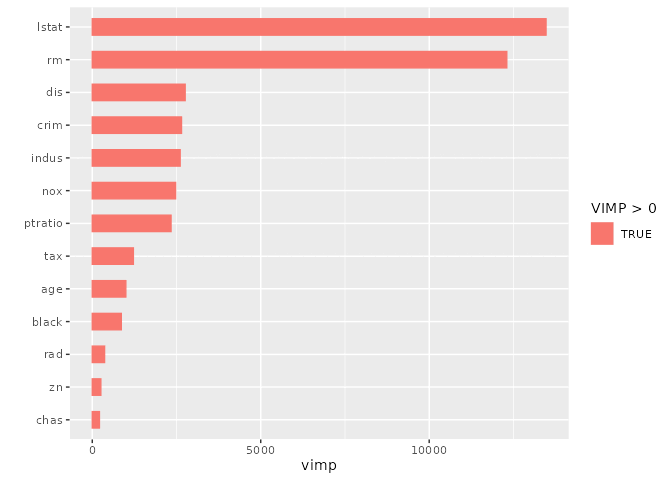 lstat
rm
dis
crim
indus
nox
ptratio
tax
age
black
rad
zn
chas
0 5000 10000
vimp
VIMP > 0
TRUE